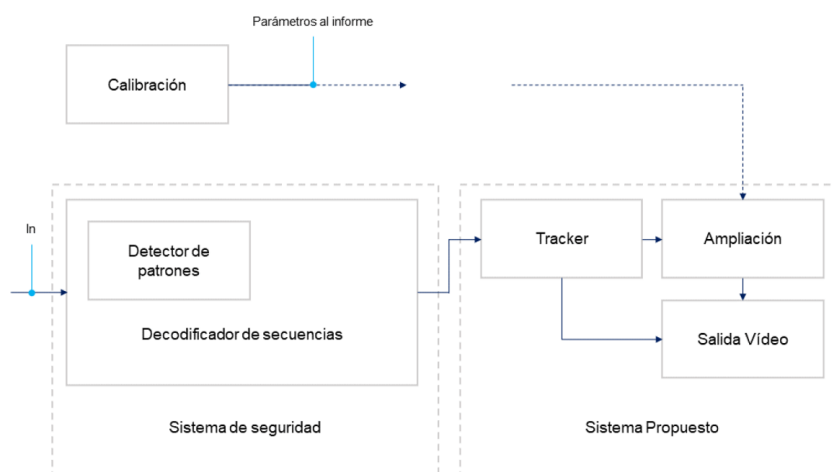 Parámetros al informe
Calibración
In
Detector de
patrones
Decodificador de secuencias
Sistema de seguridad
Tracker
Ampliación
Salida Vídeo
Sistema Propuesto